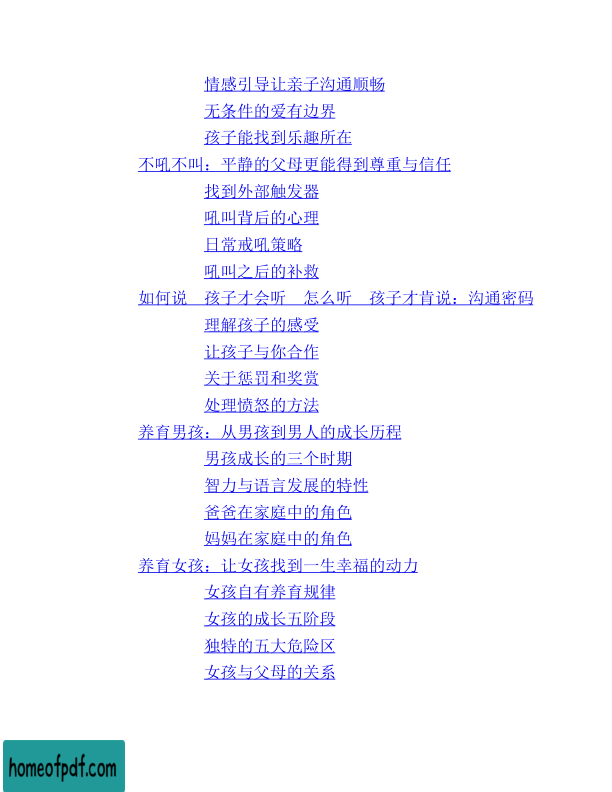 情感引导让亲子沟通顺畅
无条件的爱有边界
孩子能找到乐趣所在
不吼不叫：平静的父母更能得到尊重与信任
找到外部触发器
吼叫背后的心理
日常戒吼策略
吼叫之后的补救
如何说　孩子才会听　怎么听　孩子才肯说：沟通密码
理解孩子的感受
让孩子与你合作
关于惩罚和奖赏
处理愤怒的方法
养育男孩：从男孩到男人的成长历程
男孩成长的三个时期
智力与语言发展的特性
爸爸在家庭中的角色
妈妈在家庭中的角色
养育女孩：让女孩找到一生幸福的动力
女孩自有养育规律
女孩的成长五阶段
独特的五大危险区
女孩与父母的关系
homeofpdf.com